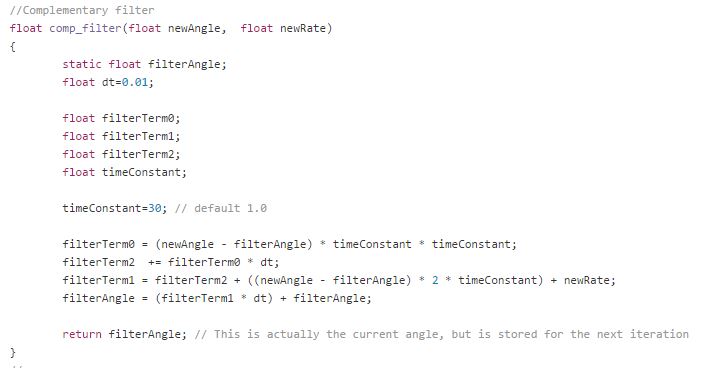 //Complementary filter
float comp_filter(float newAngle,  float newRate)
{
        static float filterAngle;
        float dt=0.01;

        float filterTerm0;
        float filterTerm1;
        float filterTerm2;
        float timeConstant;

        timeConstant=30; // default 1.0

        filterTerm0 = (newAngle - filterAngle) * timeConstant * timeConstant;
        filterTerm2  += filterTerm0 * dt;
        filterTerm1 = filterTerm2 + ((newAngle - filterAngle) * 2 * timeConstant) + newRate;
        filterAngle = (filterTerm1 * dt) + filterAngle;

        return filterAngle; // This is actually the current angle, but is stored for the next iteration
}